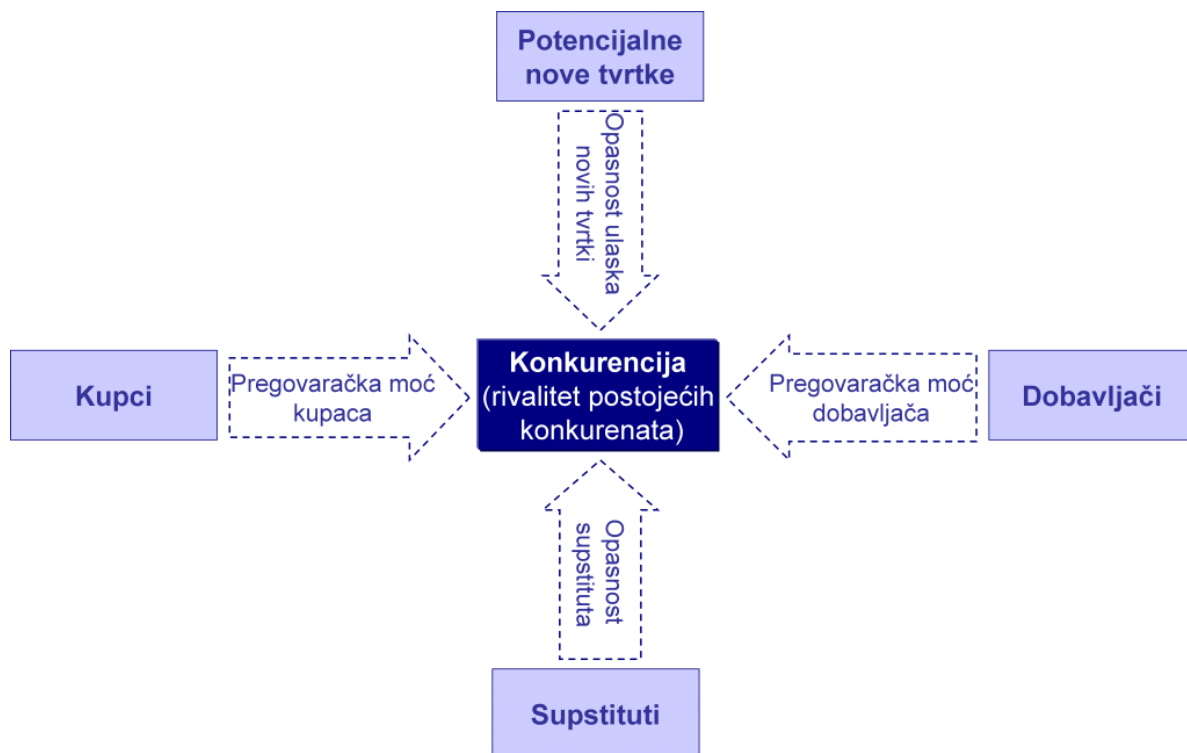 Potencijalne
nove tvrtke
Opasnost ulaska
novih tvrtki
Kupci
Pregovaračka moć
kupaca
Konkurencija
(rivalitet postojećih
konkurenata)
Pregovaračka moć
dobavljača
Dobavljači
Opasnost
supstituta
Supstituti